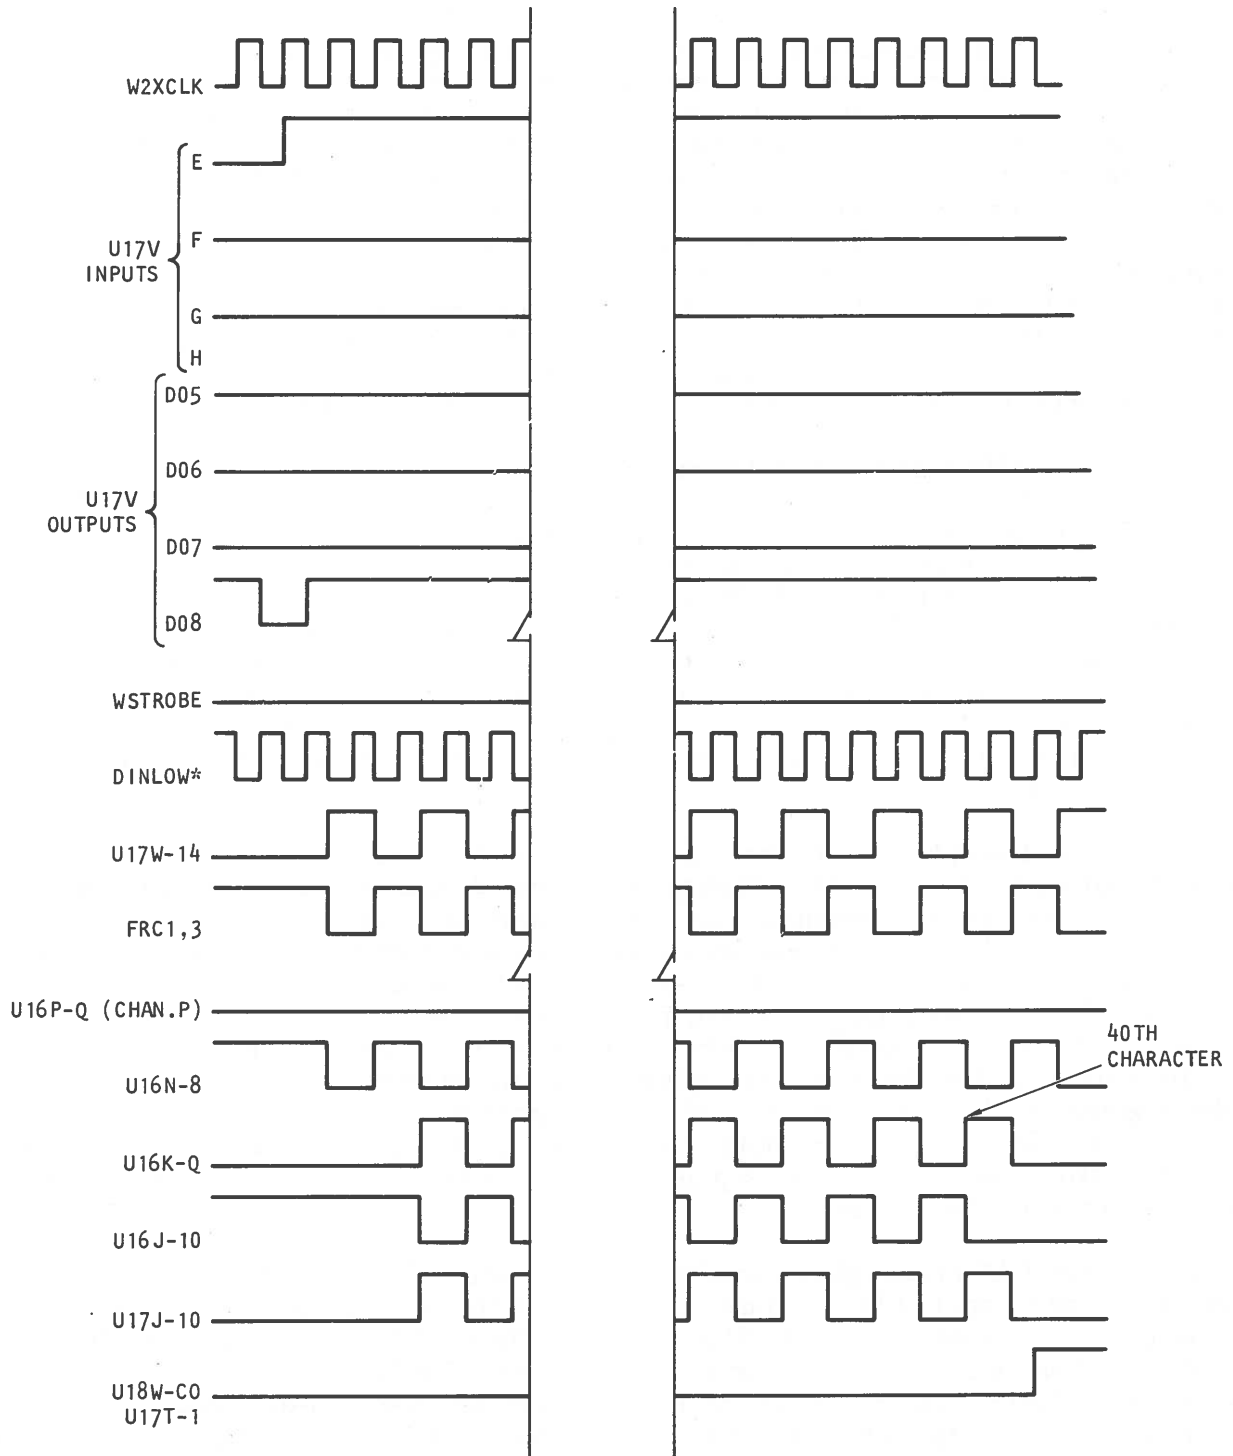 W2XCLK
E
U17V
INPUTS
F
G
H
D05
D06
U17V
OUTPUTS
D07
D08
WSTROBE
DINLOW*
U17W-14
FRC1,3
U16P-Q (CHAN.P)
40TH
CHARACTER
U16N-8
U16K-Q
U16J-10
U17J-10
U18W-CO
U17T-1